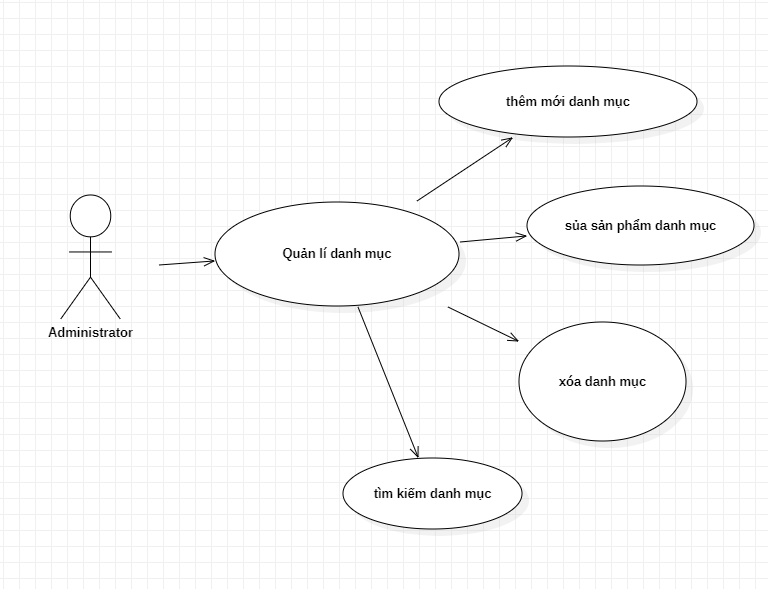 thêm mới danh mục
sủa sản phẩm danh mục
Quản lí danh mục
Administrator
xóa danh mục
tìm kiếm danh mục